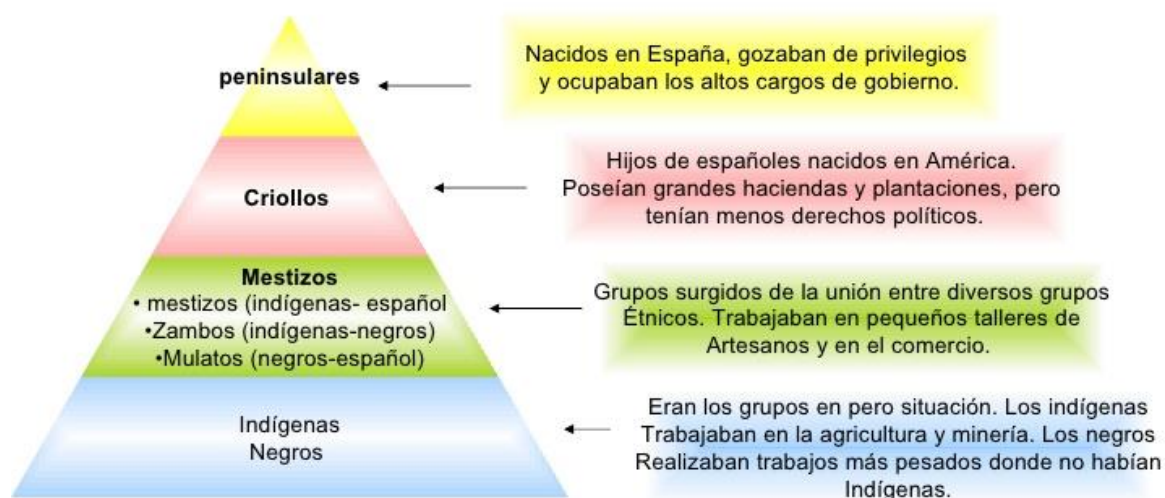 peninsulares
Nacidos en España, gozaban de privilegios
y ocupaban los altos cargos de gobierno.
Criollos
Hijos de españoles nacidos en América.
Poseían grandes haciendas y plantaciones, pero
tenían menos derechos políticos.
Mestizos
• mestizos (indígenas- español
•Zambos (indígenas-negros)
•Mulatos (negros-español)
Grupos surgidos de la unión entre diversos grupos
Étnicos. Trabajaban en pequeños talleres de
Artesanos y en el comercio.
Indígenas
Negros
Eran los grupos en pero situación. Los indígenas
Trabajaban en la agricultura y minería. Los negros
Realizaban trabajos más pesados donde no habían
Indígenas.